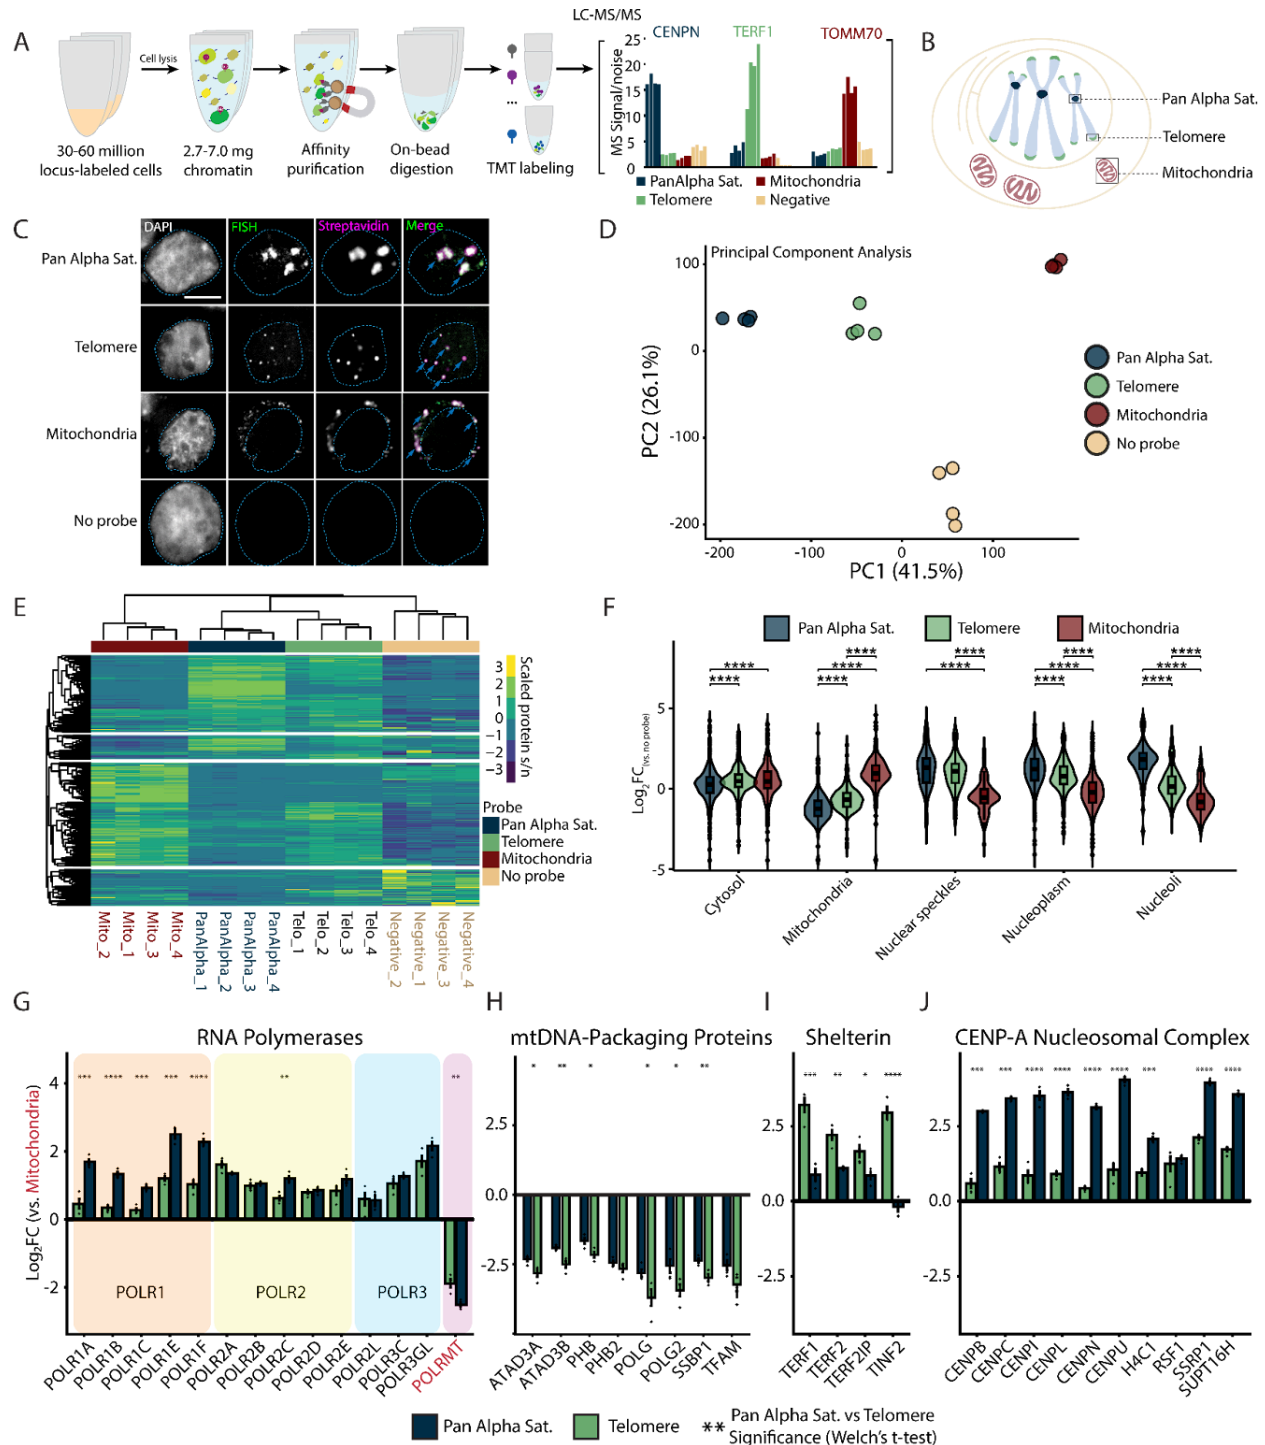 A
Cell lysis
30-60 million
locus-labeled cells
2.7-7.0 mg
chromatin
Affinity
purification
On-bead
digestion
...
TMT labeling
LC-MS/MS
MS Signal/noise
25
20
15
10
5
0
CENPN
TERF1
TOMM70
PanAlpha Sat.
Mitochondria
Telomere
Negative
B
Pan Alpha Sat.
Telomere
Mitochondria
C
DAPI
FISH
Streptavidin
Merge
Pan Alpha Sat.
Telomere
Mitochondria
No probe
D
Principal Component Analysis
PC2 (26.1%)
100
0
-100
-200
-200
-100
0
100
PC1 (41.5%)
Pan Alpha Sat.
Telomere
Mitochondria
No probe
E
3
2
1
0
−1
−2
−3
Scaled protein s/n
Probe
Pan Alpha Sat.
Telomere
Mitochondria
No probe
Mito_2
Mito_1
Mito_3
Mito_4
PanAlpha_1
PanAlpha_2
PanAlpha_3
PanAlpha_4
Telo_1
Telo_2
Telo_3
Telo_4
Negative_2
Negative_1
Negative_3
Negative_4
F
Pan Alpha Sat.
Telomere
Mitochondria
Log2FC(vs. no probe)
5
0
-5
**** **** ****
**** **** **** **** ****
**** **** **** ****
Cytosol
Mitochondria
Nuclear speckles
Nucleoplasm
Nucleoli
G
RNA Polymerases
Log2FC (vs. Mitochondria)
4
2
0
-2
*** **** *** *** **** ** **
POLR1
POLR2
POLR3
POLR1A
POLR1B
POLR1C
POLR1E
POLR1F
POLR2A
POLR2B
POLR2C
POLR2D
POLR2E
POLR2L
POLR3C
POLR3GL
POLRMT
H
mtDNA-Packaging Proteins
2.5
0.0
-2.5
* ** * * * **
ATAD3A
ATAD3B
PHB
PHB2
POLG
POLG2
SSBP1
TFAM
I
Shelterin
2.5
0.0
-2.5
*** ** * ****
TERF1
TERF2
TERF2IP
TINF2
J
CENP-A Nucleosomal Complex
2.5
0.0
-2.5
*** *** **** **** **** **** *** **** ****
CENPB
CENPC
CENPI
CENPL
CENPN
CENPU
H4C1
RSF1
SSRP1
SUPT16H
Pan Alpha Sat.
Telomere
** Pan Alpha Sat. vs Telomere
Significance (Welch's t-test)